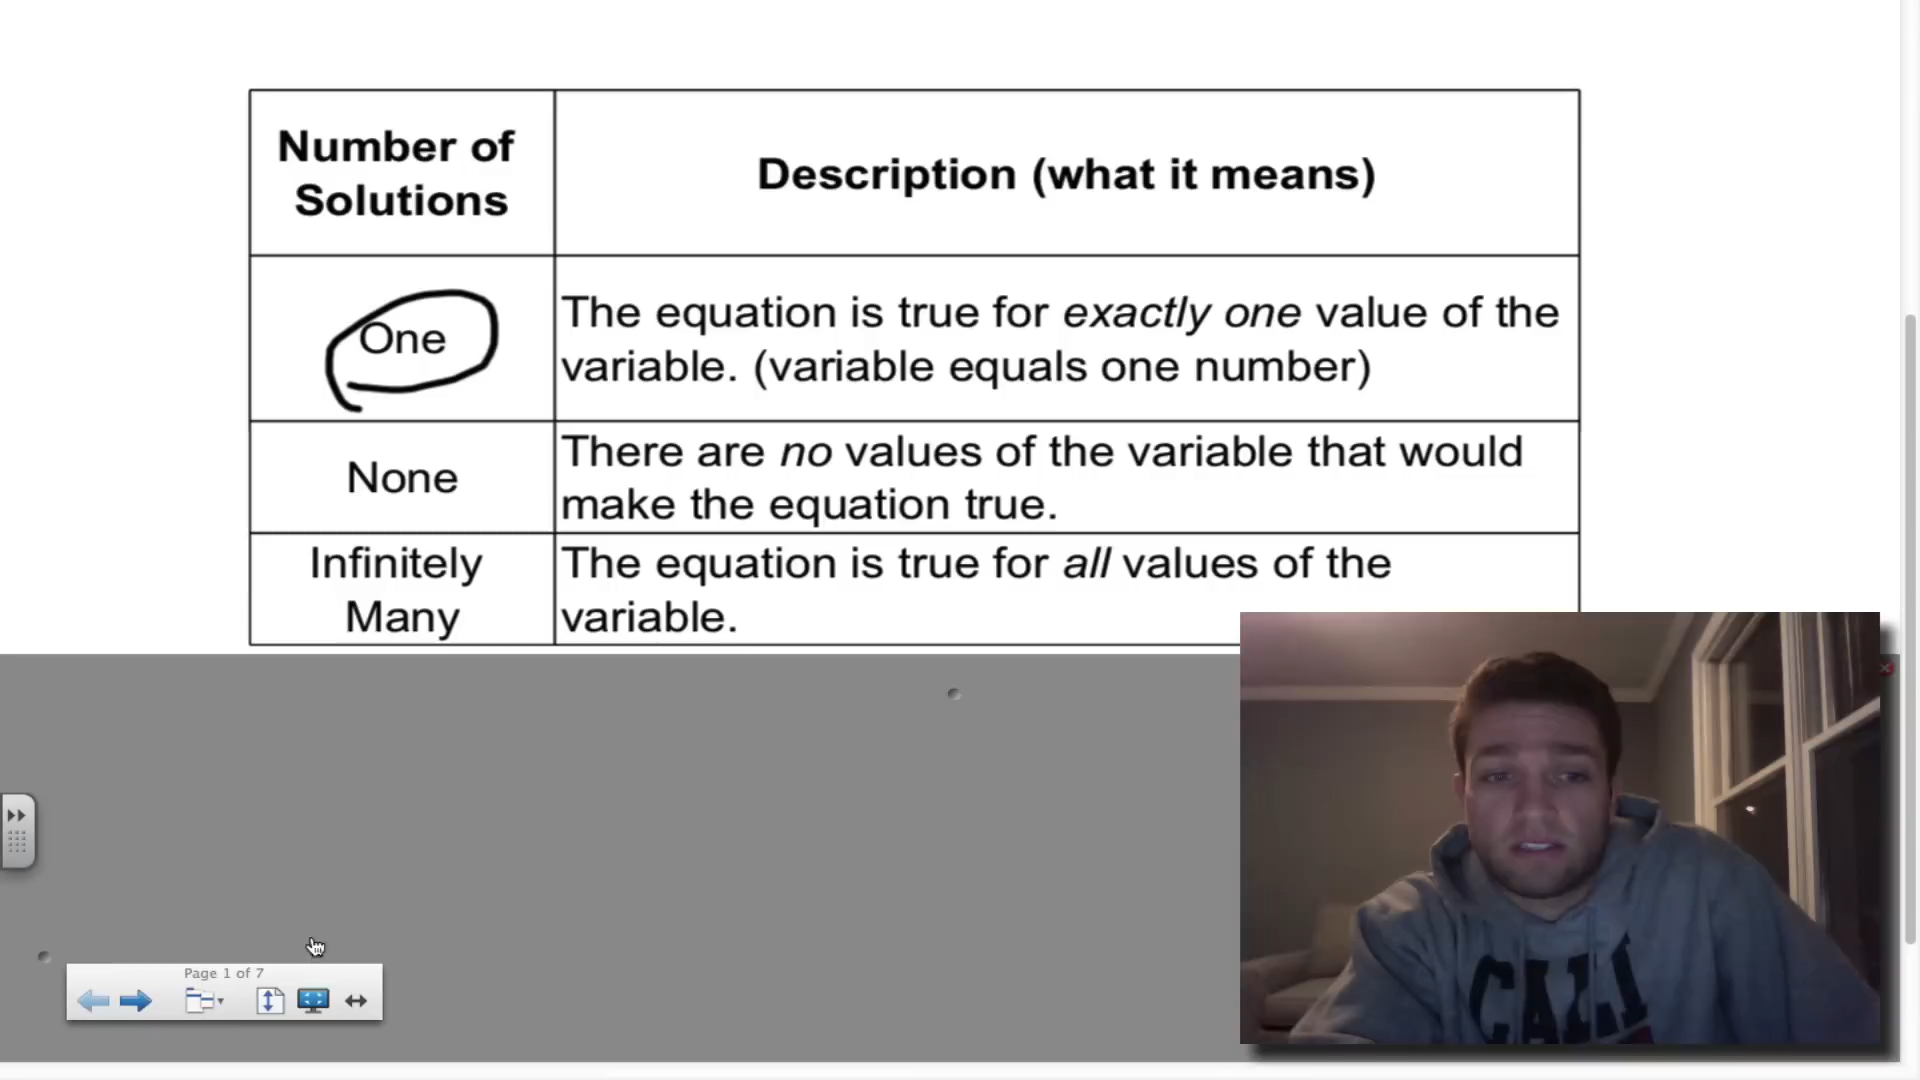 Number of
Solutions
Description (what it means)
One
The equation is true for exactly one value of the
variable. (variable equals one number)
None
There are no values of the variable that would
make the equation true.
Infinitely
Many
The equation is true for all values of the
variable.
Page 1 of 7
CALI